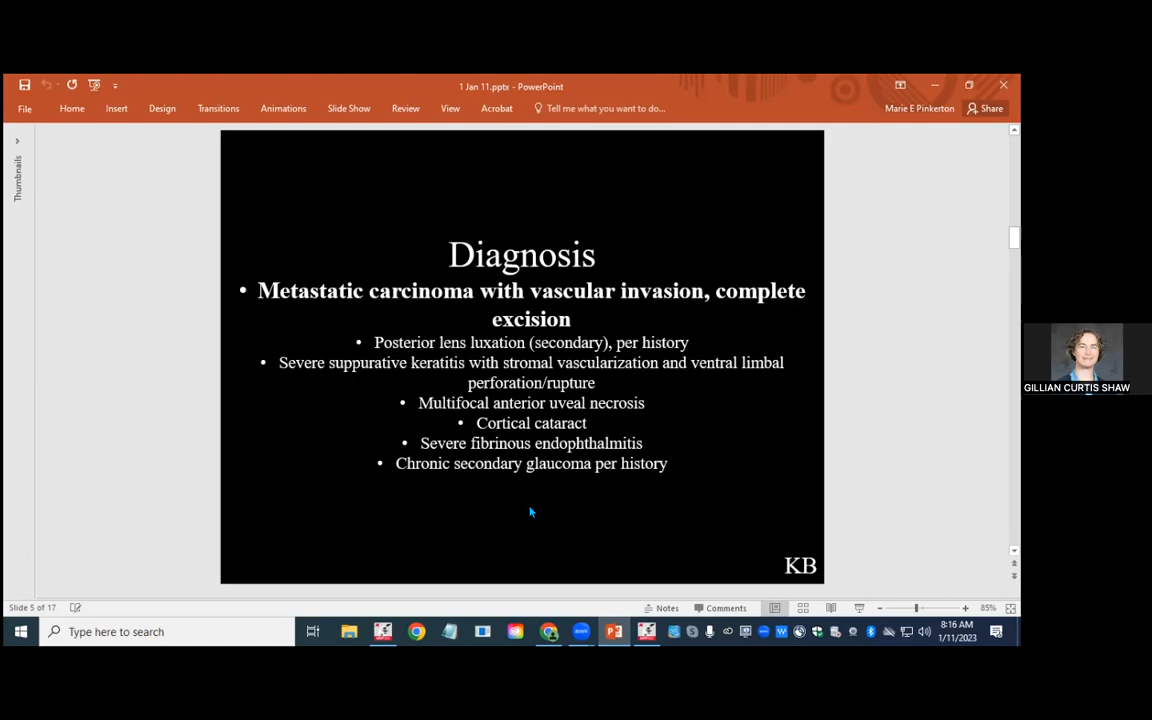 1 Jan 11.pptx - PowerPoint
File Home Insert Design Transitions Animations Slide Show Review View Acrobat Tell me what you want to do... Marie E Pinkerton Share
Thumbnails
Diagnosis
• Metastatic carcinoma with vascular invasion, complete
excision
• Posterior lens luxation (secondary), per history
• Severe suppurative keratitis with stromal vascularization and ventral limbal
perforation/rupture
• Multifocal anterior uveal necrosis
• Cortical cataract
• Severe fibrinous endophthalmitis
• Chronic secondary glaucoma per history
KB
GILLIAN CURTIS SHAW
Slide 5 of 17 Notes Comments 85%
Type here to search
8:16 AM
1/11/2023